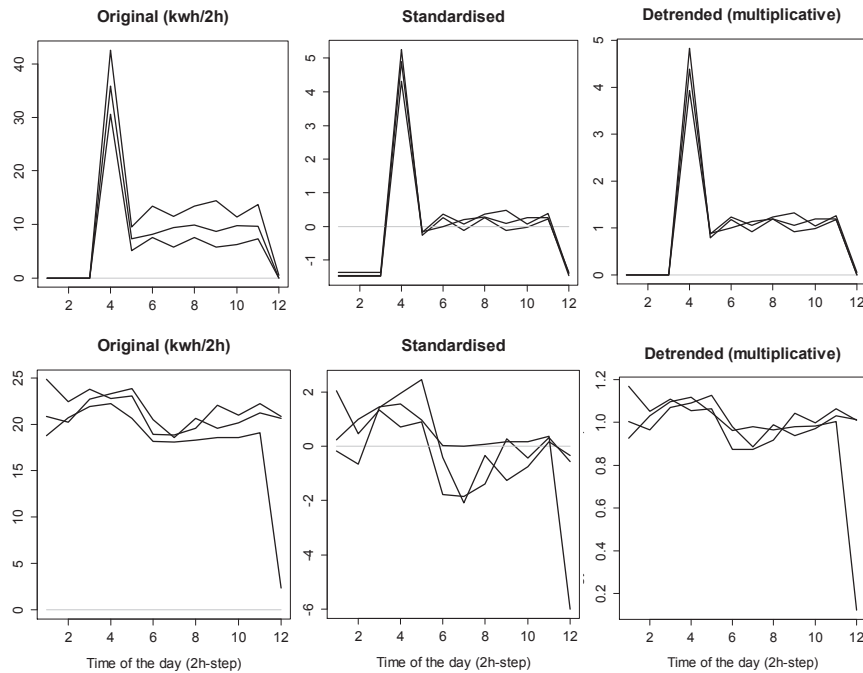 Original (kwh/2h)
Standardised
Detrended (multiplicative)
0 10 20 30 40
-1 0 1 2 3 4 5
0 1 2 3 4 5
2 4 6 8 10 12
2 4 6 8 10 12
2 4 6 8 10 12
Original (kwh/2h)
Standardised
Detrended (multiplicative)
0 5 10 15 20 25
-6 -4 -2 0 2
0.2 0.4 0.6 0.8 1.0 1.2
2 4 6 8 10 12
2 4 6 8 10 12
2 4 6 8 10 12
Time of the day (2h-step)
Time of the day (2h-step)
Time of the day (2h-step)